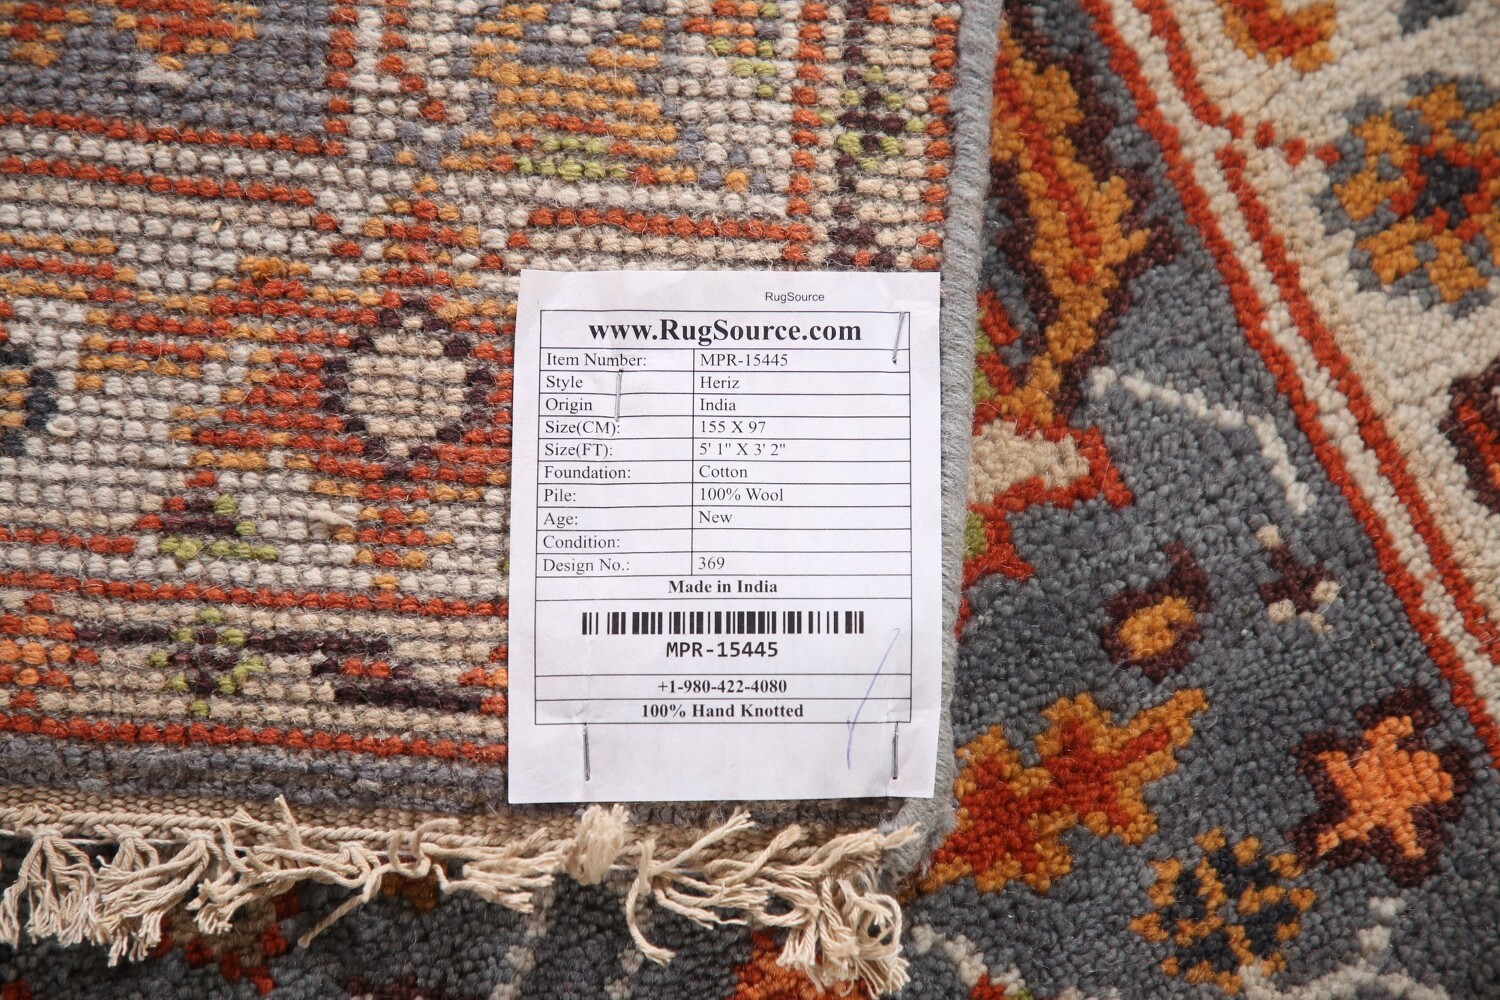 RugSource
www.RugSource.com
Item Number: MPR-15445
Style Heriz
Origin India
Size(CM): 155 X 97
Size(FT): 5' 1" X 3' 2"
Foundation: Cotton
Pile: 100% Wool
Age: New
Condition:
Design No.: 369
Made in India
MPR-15445
+1-980-422-4080
100% Hand Knotted